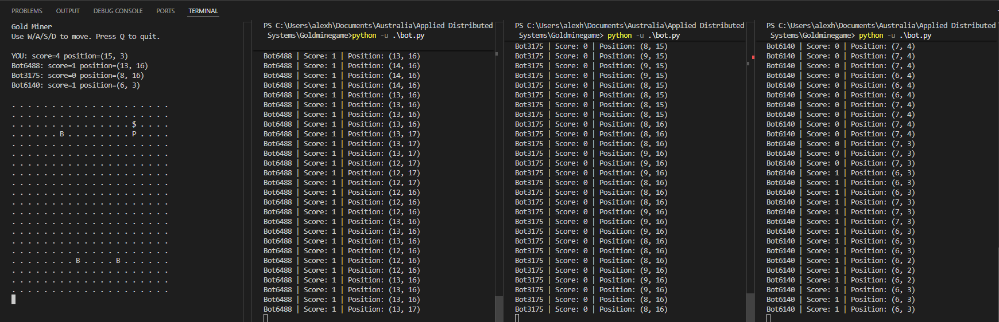 PROBLEMS OUTPUT DEBUG CONSOLE PORTS TERMINAL
Gold Miner
Use W/A/S/D to move. Press Q to quit.
YOU: score=4 position=(15, 3)
Bot6488: score=1 position=(13, 16)
Bot3175: score=0 position=(8, 16)
Bot6140: score=1 position=(6, 3)
. . . . . . . . . . . . . . . . . . . .
. . . . . . . . . . . . . . . . . . . .
. . . . . . . . . . . . . . . $ . . . .
. . . . . . B . . . . . . . . P . . . .
. . . . . . . . . . . . . . . . . . . .
. . . . . . . . . . . . . . . . . . . .
. . . . . . . . . . . . . . . . . . . .
. . . . . . . . . . . . . . . . . . . .
. . . . . . . . . . . . . . . . . . . .
. . . . . . . . . . . . . . . . . . . .
. . . . . . . . . . . . . . . . . . . .
. . . . . . . . . . . . . . . . . . . .
. . . . . . . . . . . . . . . . . . . .
. . . . . . . . . . . . . . . . . . . .
. . . . . . . . . . . . . . . . . . . .
. . . . . . . . . . . . . . . . . . . .
. . . . . . . . B . . . . B . . . . . .
. . . . . . . . . . . . . . . . . . . .
. . . . . . . . . . . . . . . . . . . .
. . . . . . . . . . . . . . . . . . . .
PS C:\Users\alexh\Documents\Australia\Applied Distributed
Systems\Goldminegame>python -u .\bot.py
Bot6488 | Score: 1 | Position: (13, 16)
Bot6488 | Score: 1 | Position: (14, 16)
Bot6488 | Score: 1 | Position: (14, 16)
Bot6488 | Score: 1 | Position: (14, 16)
Bot6488 | Score: 1 | Position: (13, 16)
Bot6488 | Score: 1 | Position: (13, 16)
Bot6488 | Score: 1 | Position: (13, 16)
Bot6488 | Score: 1 | Position: (13, 16)
Bot6488 | Score: 1 | Position: (13, 17)
Bot6488 | Score: 1 | Position: (13, 17)
Bot6488 | Score: 1 | Position: (13, 17)
Bot6488 | Score: 1 | Position: (12, 17)
Bot6488 | Score: 1 | Position: (12, 17)
Bot6488 | Score: 1 | Position: (12, 17)
Bot6488 | Score: 1 | Position: (12, 16)
Bot6488 | Score: 1 | Position: (12, 16)
Bot6488 | Score: 1 | Position: (12, 16)
Bot6488 | Score: 1 | Position: (13, 16)
Bot6488 | Score: 1 | Position: (13, 16)
Bot6488 | Score: 1 | Position: (13, 16)
Bot6488 | Score: 1 | Position: (12, 16)
Bot6488 | Score: 1 | Position: (12, 16)
Bot6488 | Score: 1 | Position: (12, 16)
Bot6488 | Score: 1 | Position: (13, 16)
Bot6488 | Score: 1 | Position: (13, 16)
Bot6488 | Score: 1 | Position: (13, 16)
Bot6488 | Score: 1 | Position: (13, 17)
PS C:\Users\alexh\Documents\Australia\Applied Distributed
Systems\Goldminegame> python -u .\bot.py
Bot3175 | Score: 0 | Position: (8, 15)
Bot3175 | Score: 0 | Position: (9, 15)
Bot3175 | Score: 0 | Position: (9, 15)
Bot3175 | Score: 0 | Position: (9, 15)
Bot3175 | Score: 0 | Position: (8, 15)
Bot3175 | Score: 0 | Position: (8, 15)
Bot3175 | Score: 0 | Position: (8, 15)
Bot3175 | Score: 0 | Position: (8, 15)
Bot3175 | Score: 0 | Position: (8, 16)
Bot3175 | Score: 0 | Position: (8, 16)
Bot3175 | Score: 0 | Position: (8, 16)
Bot3175 | Score: 0 | Position: (9, 16)
Bot3175 | Score: 0 | Position: (9, 16)
Bot3175 | Score: 0 | Position: (9, 16)
Bot3175 | Score: 0 | Position: (8, 16)
Bot3175 | Score: 0 | Position: (8, 16)
Bot3175 | Score: 0 | Position: (8, 16)
Bot3175 | Score: 0 | Position: (9, 16)
Bot3175 | Score: 0 | Position: (9, 16)
Bot3175 | Score: 0 | Position: (9, 16)
Bot3175 | Score: 0 | Position: (8, 16)
Bot3175 | Score: 0 | Position: (8, 16)
Bot3175 | Score: 0 | Position: (8, 16)
Bot3175 | Score: 0 | Position: (9, 16)
Bot3175 | Score: 0 | Position: (9, 16)
Bot3175 | Score: 0 | Position: (9, 16)
Bot3175 | Score: 0 | Position: (8, 16)
Bot3175 | Score: 0 | Position: (8, 16)
PS C:\Users\alexh\Documents\Australia\Applied Distributed
Systems\Goldminegame> python -u .\bot.py
Bot6140 | Score: 0 | Position: (7, 4)
Bot6140 | Score: 0 | Position: (7, 4)
Bot6140 | Score: 0 | Position: (7, 4)
Bot6140 | Score: 0 | Position: (6, 4)
Bot6140 | Score: 0 | Position: (6, 4)
Bot6140 | Score: 0 | Position: (6, 4)
Bot6140 | Score: 0 | Position: (7, 4)
Bot6140 | Score: 0 | Position: (7, 4)
Bot6140 | Score: 0 | Position: (7, 4)
Bot6140 | Score: 0 | Position: (7, 4)
Bot6140 | Score: 0 | Position: (7, 3)
Bot6140 | Score: 0 | Position: (7, 3)
Bot6140 | Score: 0 | Position: (7, 3)
Bot6140 | Score: 1 | Position: (6, 3)
Bot6140 | Score: 1 | Position: (6, 3)
Bot6140 | Score: 1 | Position: (6, 3)
Bot6140 | Score: 1 | Position: (7, 3)
Bot6140 | Score: 1 | Position: (7, 3)
Bot6140 | Score: 1 | Position: (7, 3)
Bot6140 | Score: 1 | Position: (6, 3)
Bot6140 | Score: 1 | Position: (6, 3)
Bot6140 | Score: 1 | Position: (6, 3)
Bot6140 | Score: 1 | Position: (6, 2)
Bot6140 | Score: 1 | Position: (6, 2)
Bot6140 | Score: 1 | Position: (6, 2)
Bot6140 | Score: 1 | Position: (6, 3)
Bot6140 | Score: 1 | Position: (6, 3)
Bot6140 | Score: 1 | Position: (6, 3)